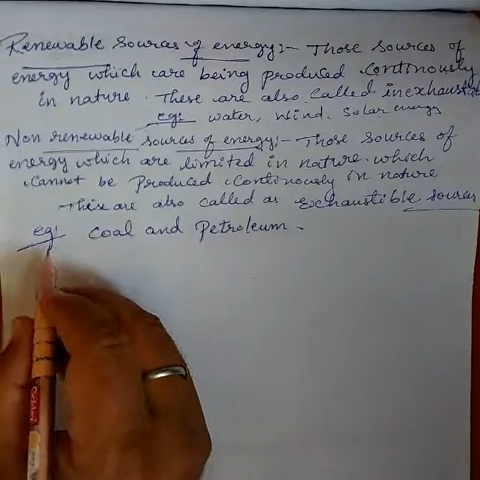 Renewable Sources of energy:- Those sources of
energy which are being produced continously
in nature. These are also called inexhaustible
eg:- water, wind. solar energy
Non renewable sources of energy:- Those sources of
energy which are limited in nature. which
cannot be produced continously in nature
This are also called as exhaustible sources
eg:- Coal and Petroleum.